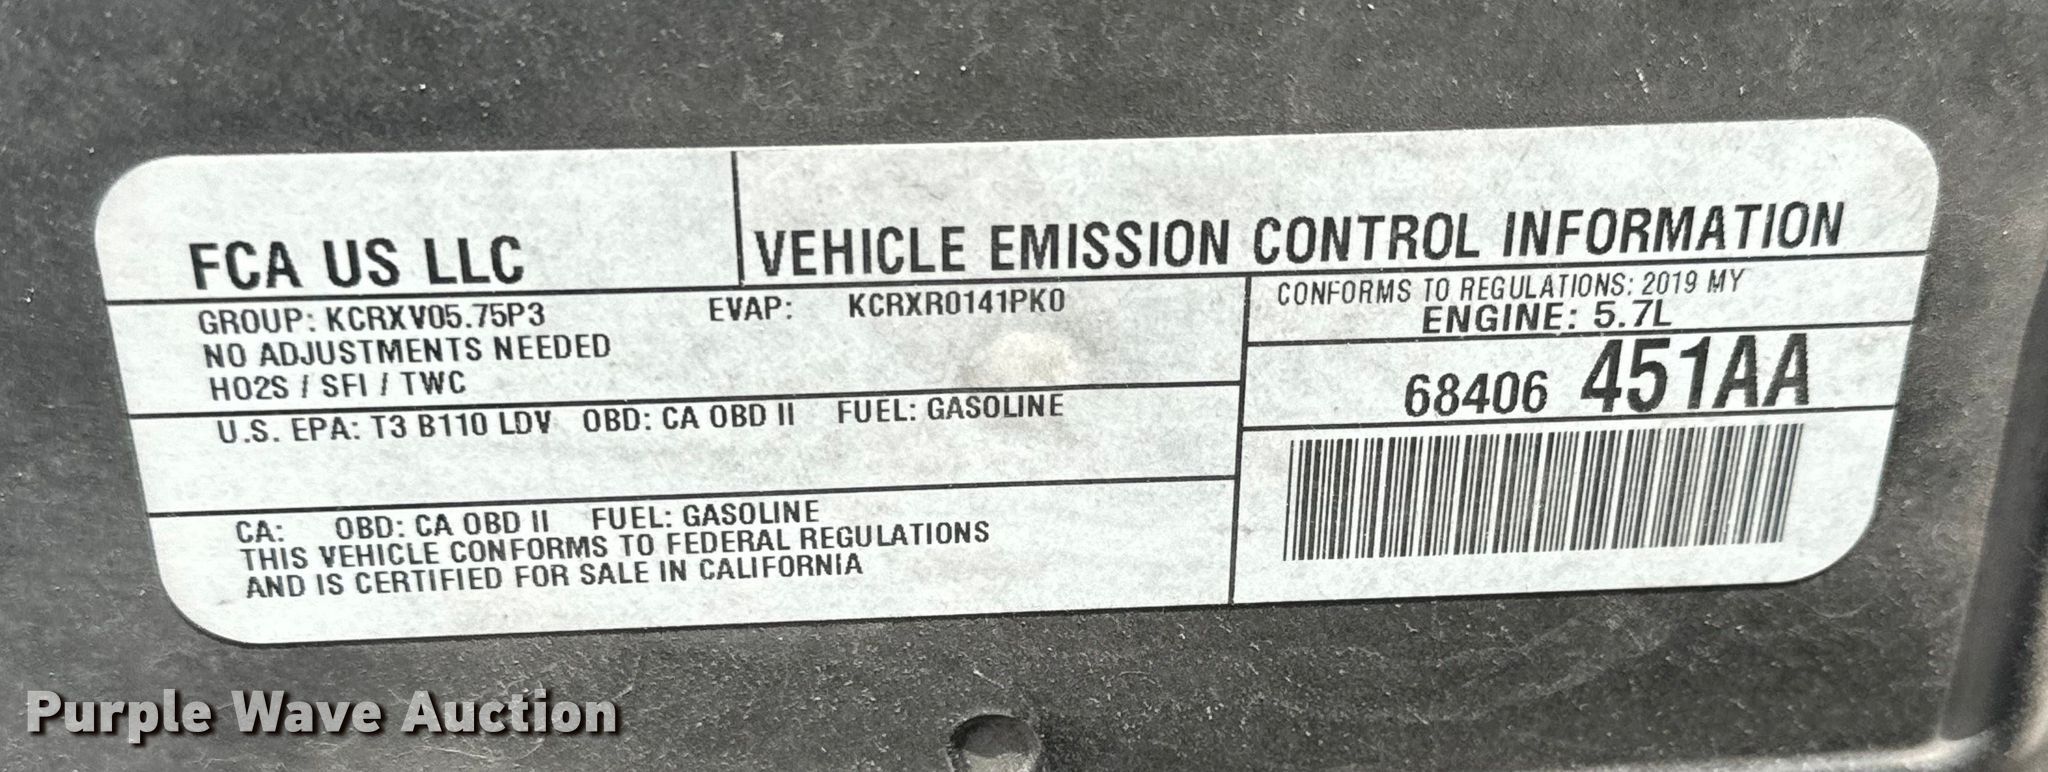 FCA US LLC
VEHICLE EMISSION CONTROL INFORMATION
GROUP: KCRXV05.75P3 EVAP: KCRXR0141PK0
NO ADJUSTMENTS NEEDED
HO2S / SFI / TWC
CONFORMS TO REGULATIONS: 2019 MY
ENGINE: 5.7L
68406 451AA
U.S. EPA: T3 B110 LDV OBD: CA OBD II FUEL: GASOLINE
CA: OBD: CA OBD II FUEL: GASOLINE
THIS VEHICLE CONFORMS TO FEDERAL REGULATIONS
AND IS CERTIFIED FOR SALE IN CALIFORNIA
Purple Wave Auction